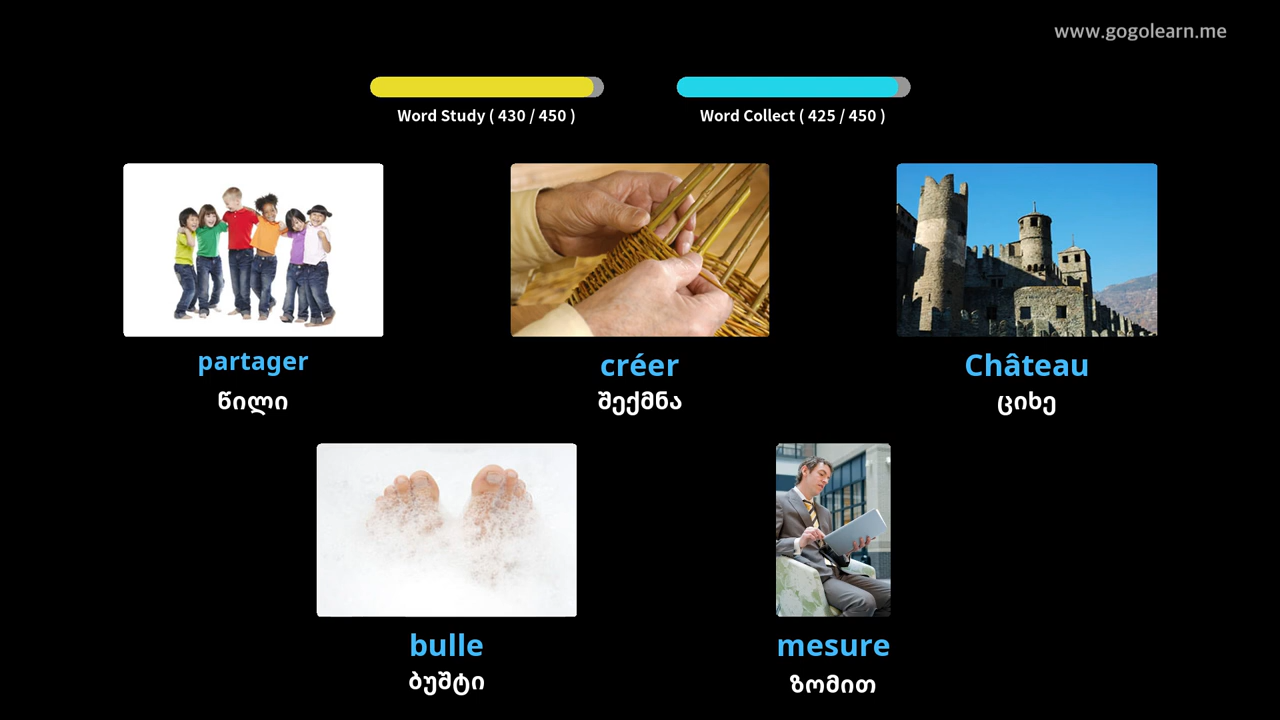 www.gogolearn.me
Word Study ( 430 / 450 )
Word Collect ( 425 / 450 )
partager
წილი
créer
შექმნა
Château
ციხე
bulle
ბუშტი
mesure
ზომით